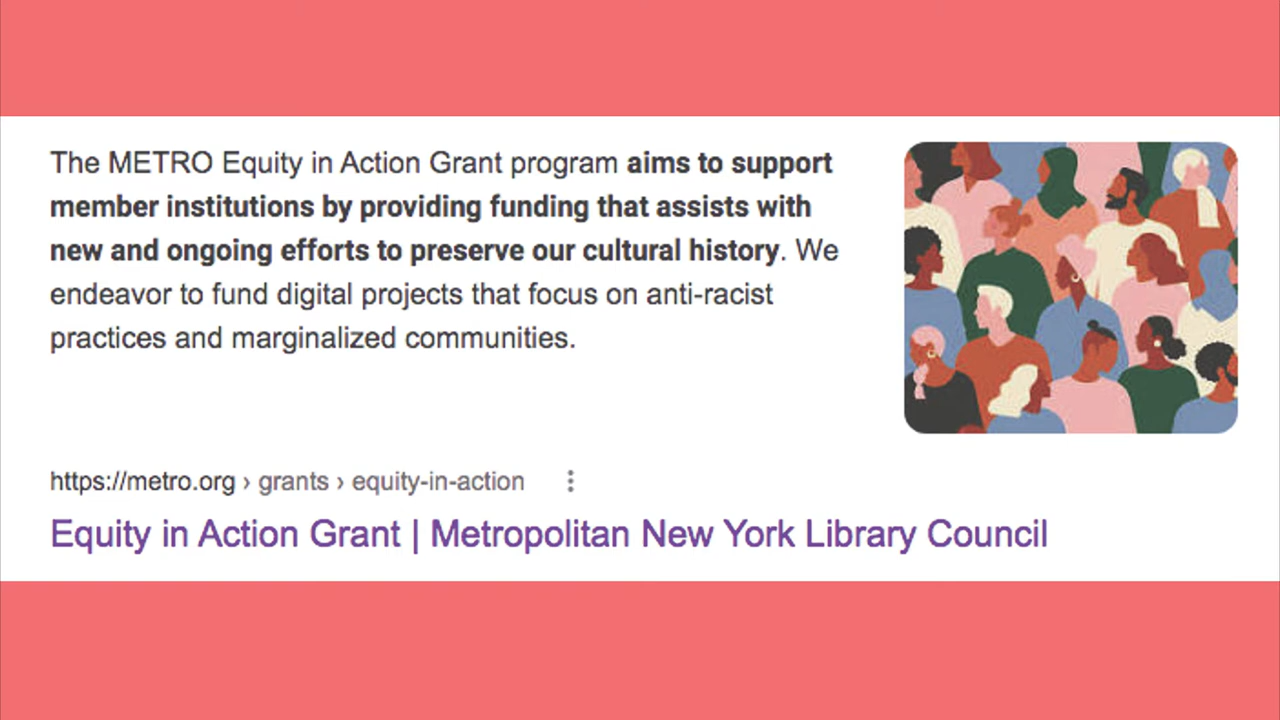 The METRO Equity in Action Grant program aims to support
member institutions by providing funding that assists with
new and ongoing efforts to preserve our cultural history. We
endeavor to fund digital projects that focus on anti-racist
practices and marginalized communities.
https://metro.org › grants › equity-in-action
Equity in Action Grant | Metropolitan New York Library Council